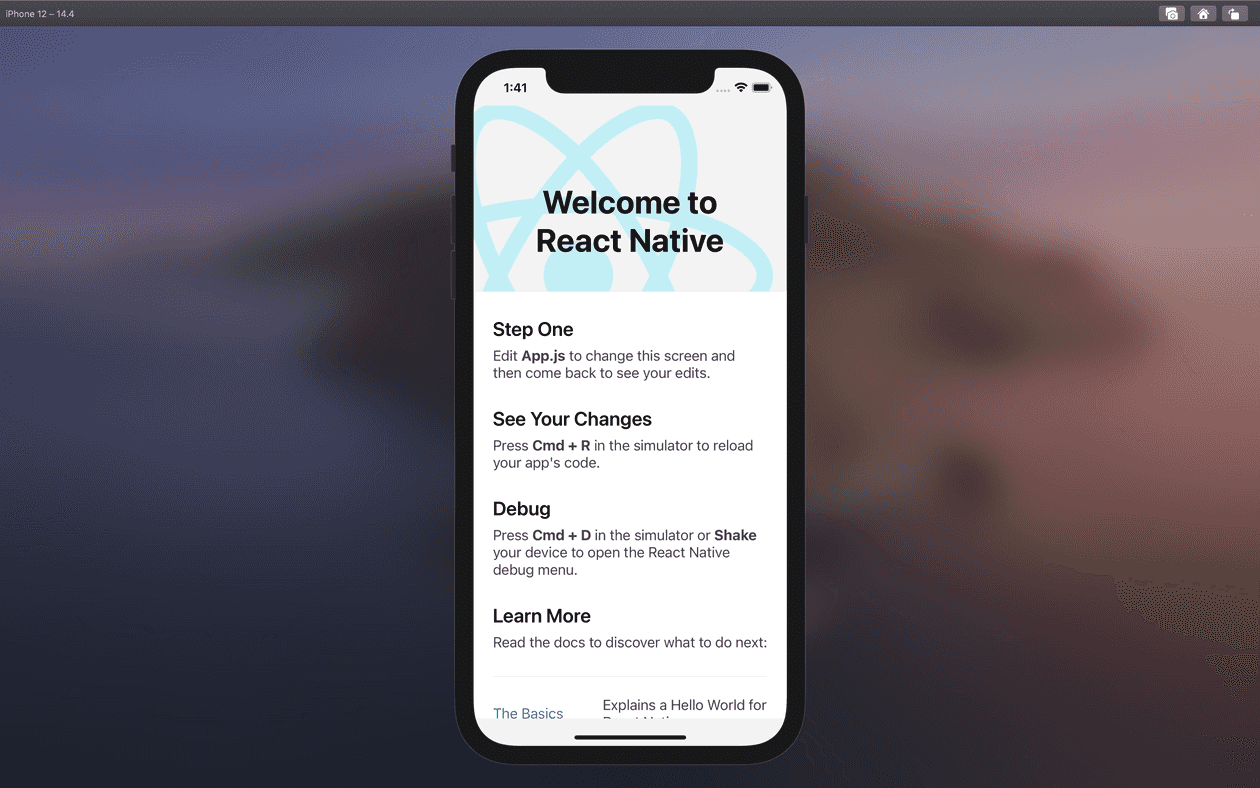 iPhone 12 – 14.4
1:41
Welcome to
React Native
Step One
Edit App.js to change this screen and
then come back to see your edits.
See Your Changes
Press Cmd + R in the simulator to reload
your app's code.
Debug
Press Cmd + D in the simulator or Shake
your device to open the React Native
debug menu.
Learn More
Read the docs to discover what to do next:
The Basics
Explains a Hello World for